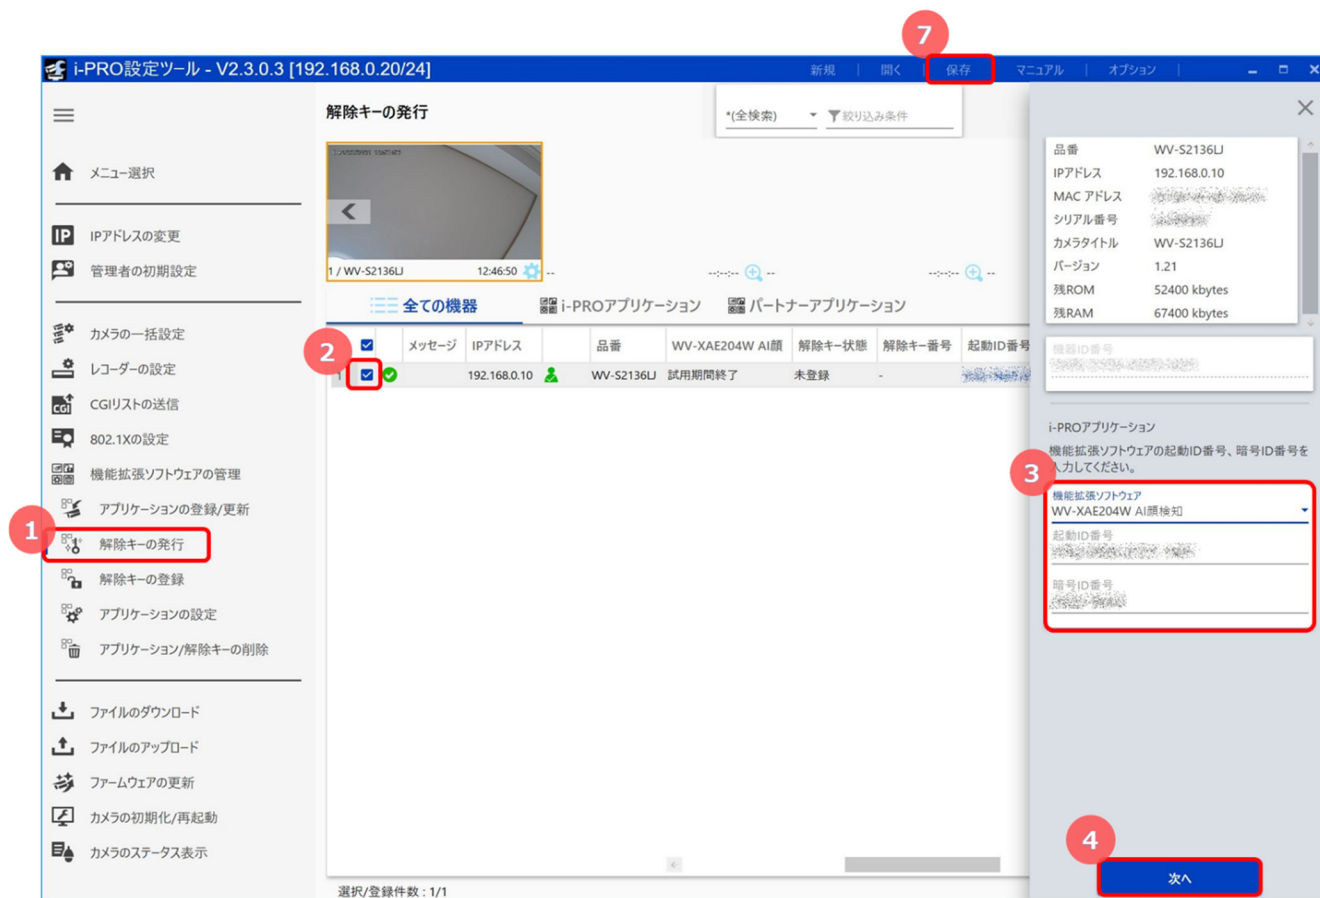 7
i-PRO設定ツール - V2.3.0.3 [192.168.0.20/24]
新規 | 開く | 保存 マニュアル | オプション |
解除キーの発行
*(全検索) 絞り込み条件
メニュー選択
IPアドレスの変更
管理者の初期設定
カメラの一括設定
レコーダーの設定
CGIリストの送信
802.1Xの設定
機能拡張ソフトウェアの管理
アプリケーションの登録/更新
1
解除キーの発行
解除キーの登録
アプリケーションの設定
アプリケーション/解除キーの削除
ファイルのダウンロード
ファイルのアップロード
ファームウェアの更新
カメラの初期化/再起動
カメラのステータス表示
1 / WV-S2136LJ 12:46:50 -- --:--:-- -- --:--:-- --
全ての機器 i-PROアプリケーション パートナーアプリケーション
2
メッセージ IPアドレス 品番 WV-XAE204W AI顔 解除キー状態 解除キー番号 起動ID番号
1 192.168.0.10 WV-S2136LJ 試用期間終了 未登録 -
選択/登録件数 : 1/1
品番 WV-S2136LJ
IPアドレス 192.168.0.10
MAC アドレス
シリアル番号
カメラタイトル WV-S2136LJ
バージョン 1.21
残ROM 52400 kbytes
残RAM 67400 kbytes
機器ID番号
i-PROアプリケーション
機能拡張ソフトウェアの起動ID番号、暗号ID番号を
入力してください。
3
機能拡張ソフトウェア
WV-XAE204W AI顔検知
起動ID番号
暗号ID番号
4
次へ